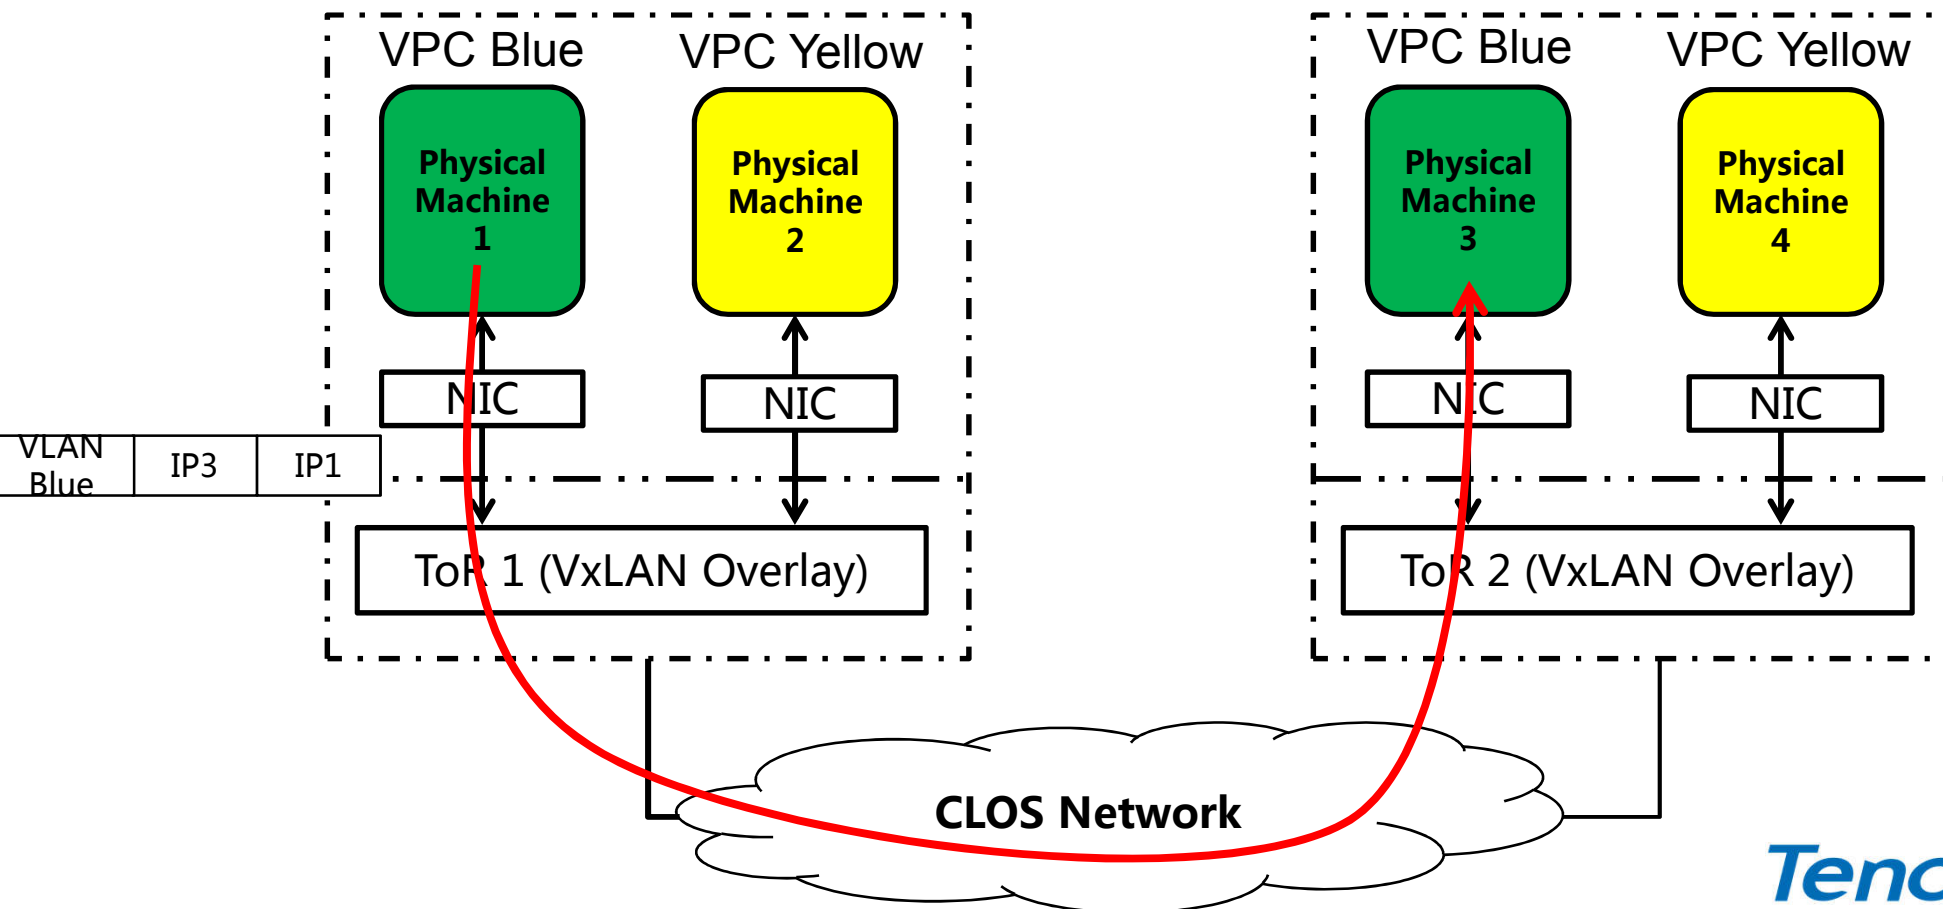 VPC Blue
VPC Yellow
VPC Blue
VPC Yellow
Physical
Machine
1
Physical
Machine
2
Physical
Machine
3
Physical
Machine
4
NIC
NIC
NIC
NIC
VLAN
Blue
IP3
IP1
ToR 1 (VxLAN Overlay)
ToR 2 (VxLAN Overlay)
CLOS Network